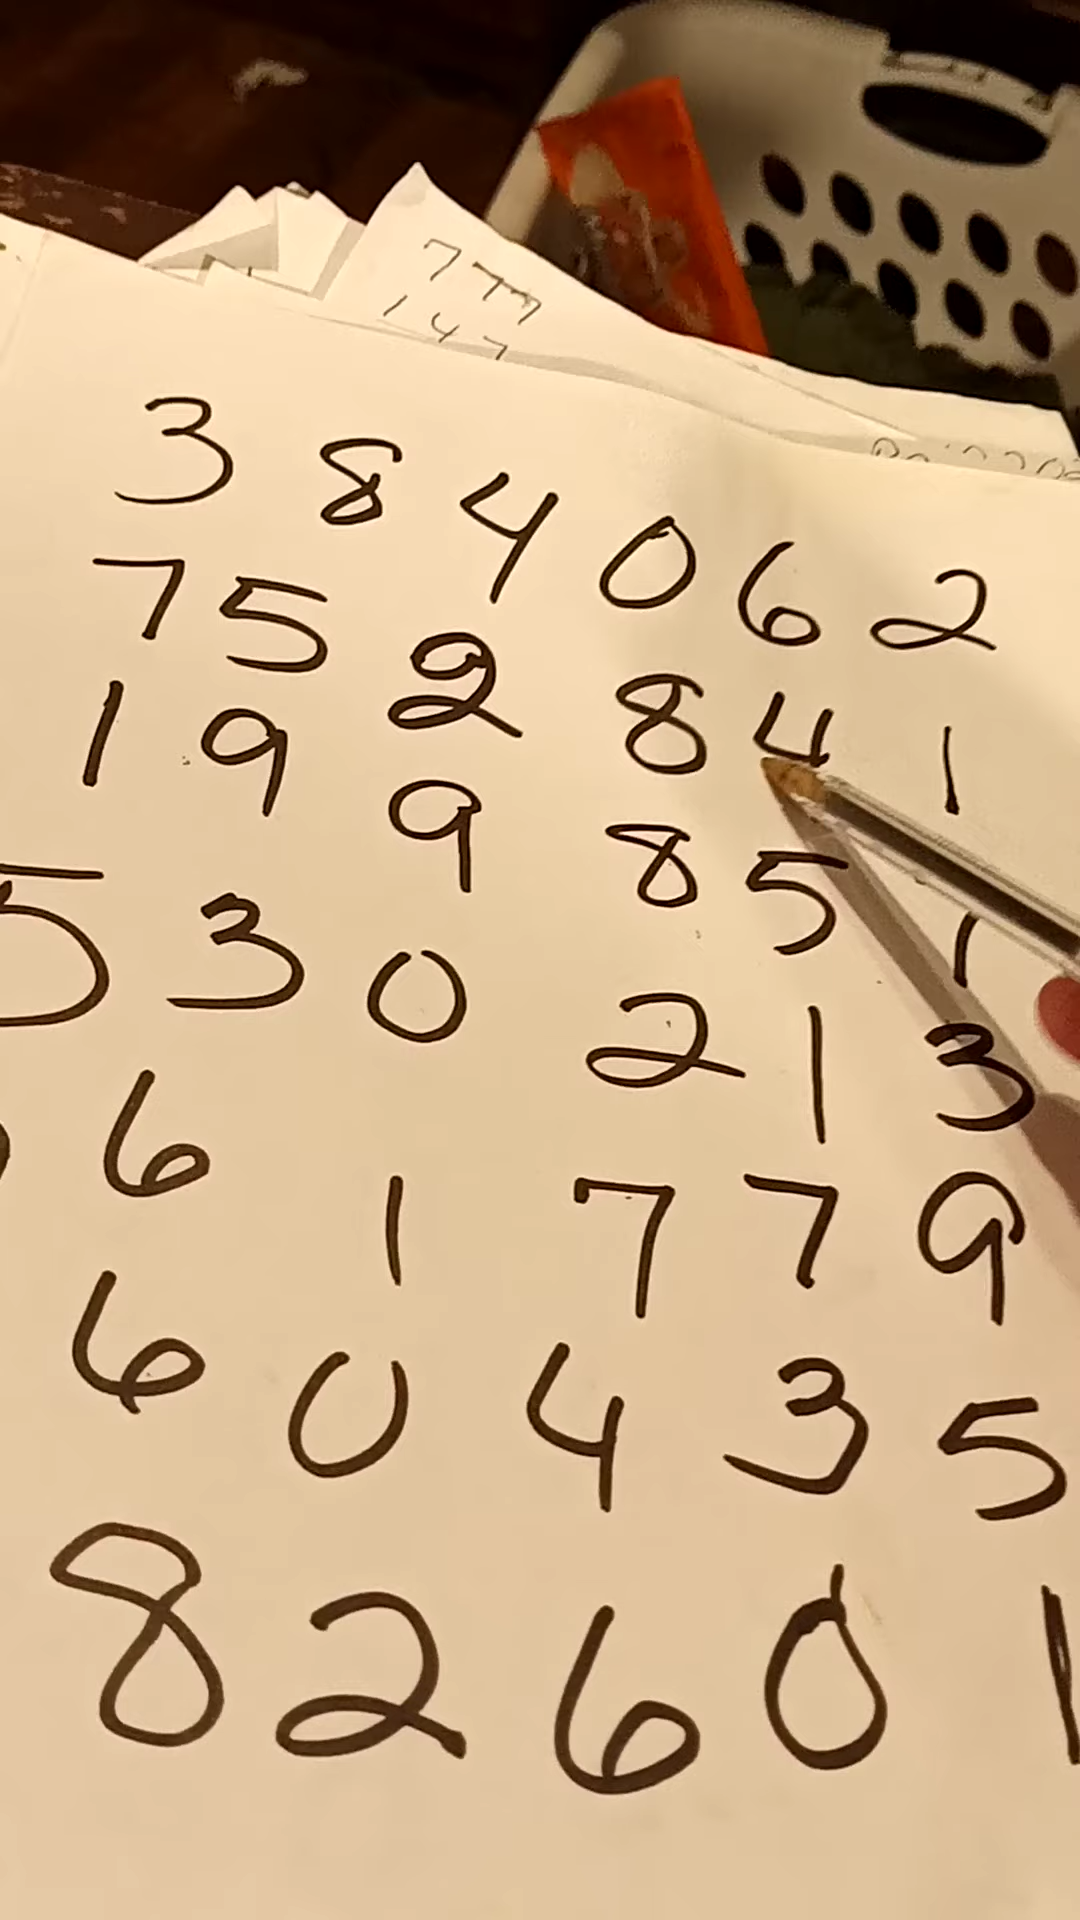 777
147
3 8 4 0 6 2
7 5 2 8 4 1
1 9 9 8 5 1
5 3 0 2 1 3
6 1 7 7 9
6 0 4 3 5
8 2 6 0 1